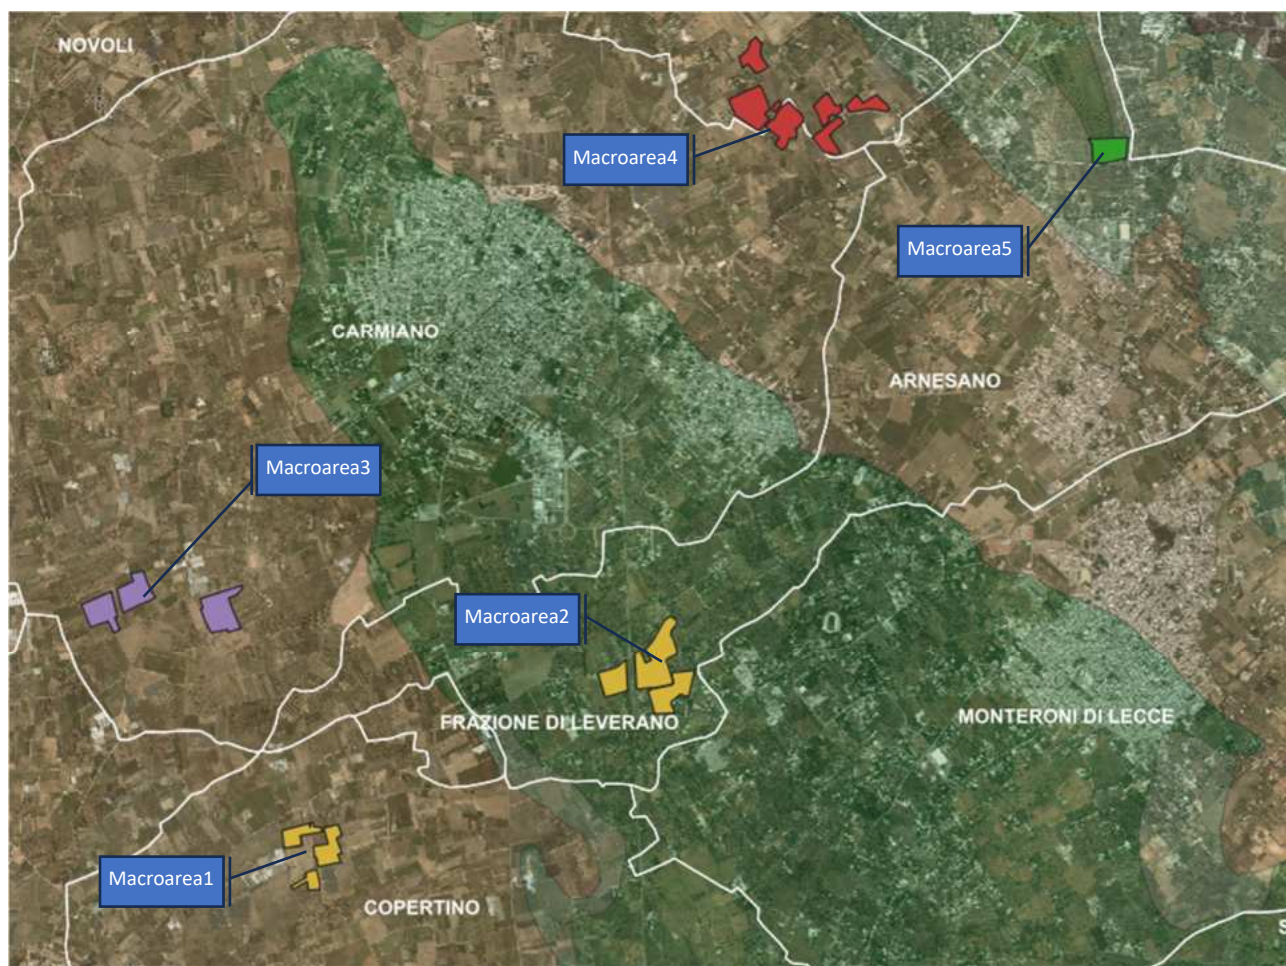 NOVOLI
Macroarea4
Macroarea5
CARMIANO
ARNESANO
Macroarea3
Macroarea2
FRAZIONE DI LEVERANO
MONTERONI DI LECCE
Macroarea1
COPERTINO
S